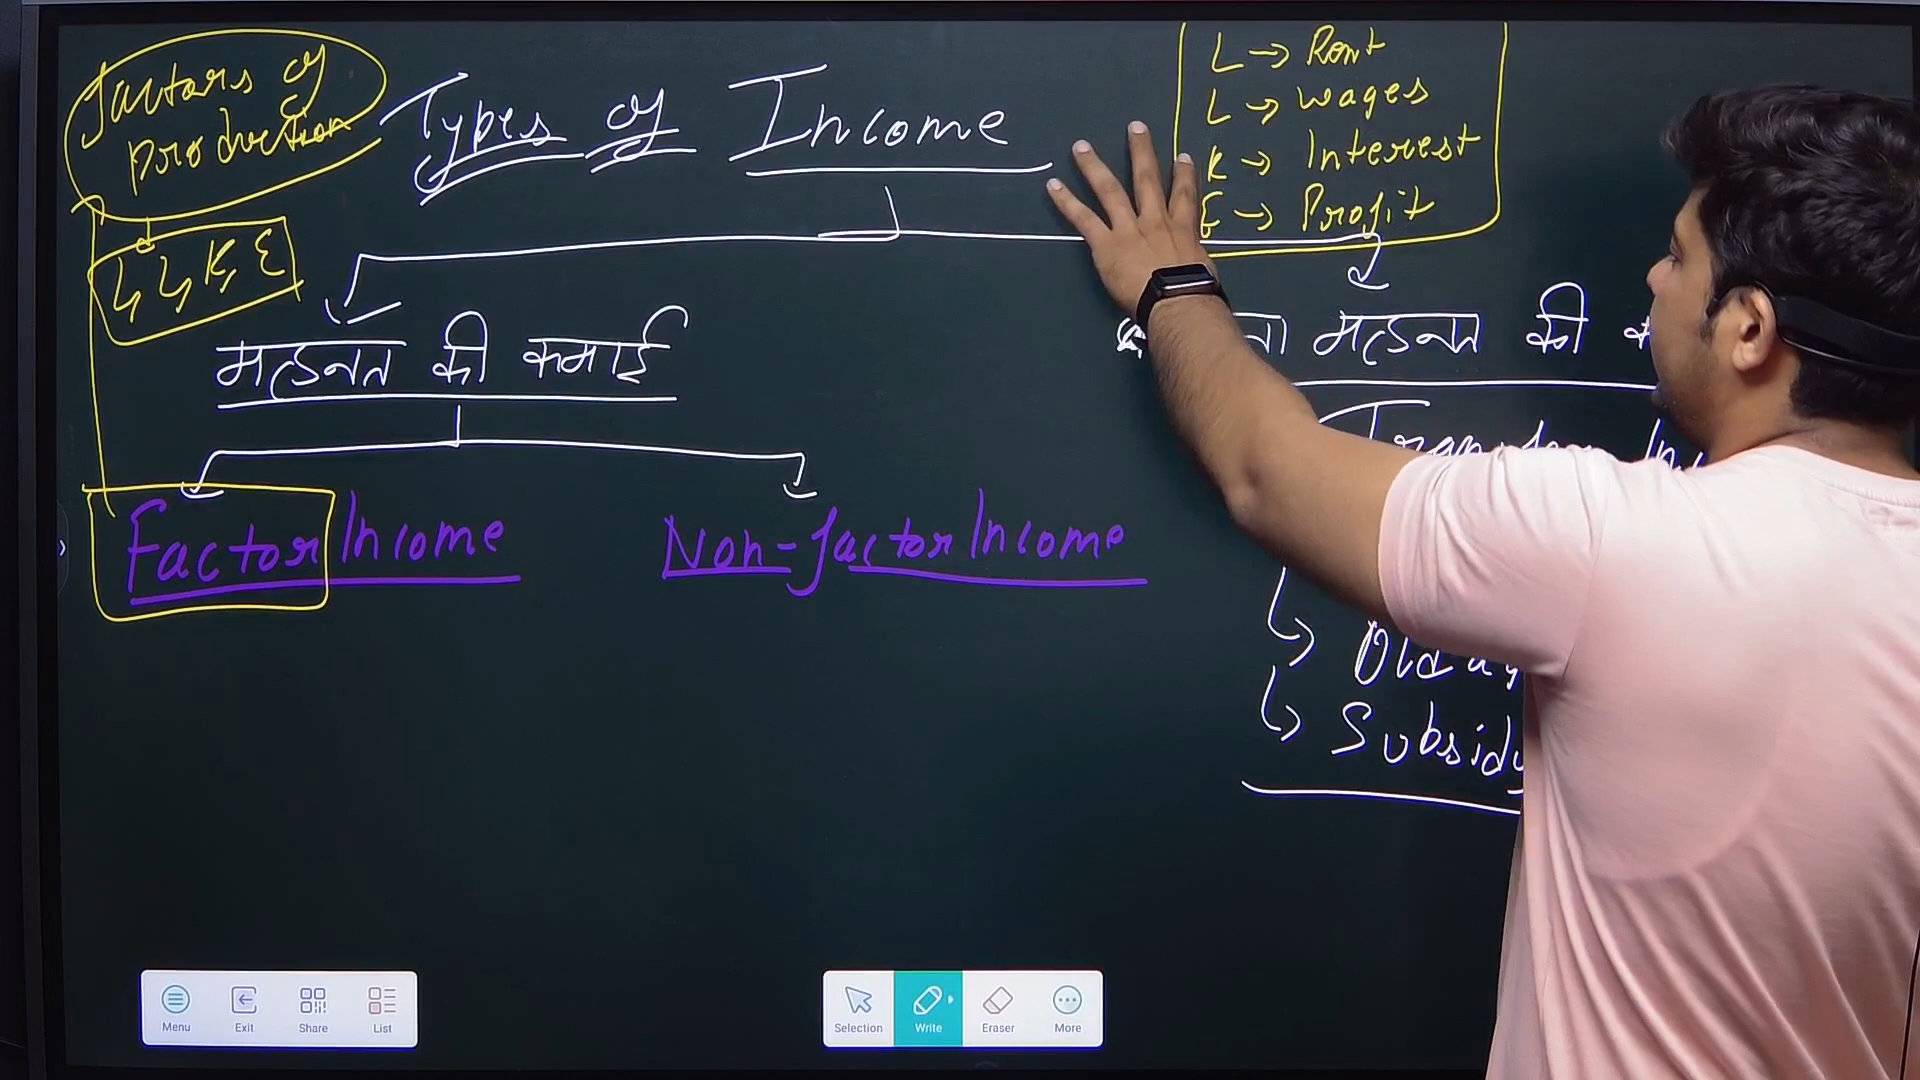 Factors of
production
L, L, K, E
Types of Income
L → Rent
L → wages
K → Interest
E → Profit
मेहनत की कमाई
मेहनत की
Factor Income
Non-factor Income
Subsidy
Menu
Exit
Share
List
Selection
Write
Eraser
More